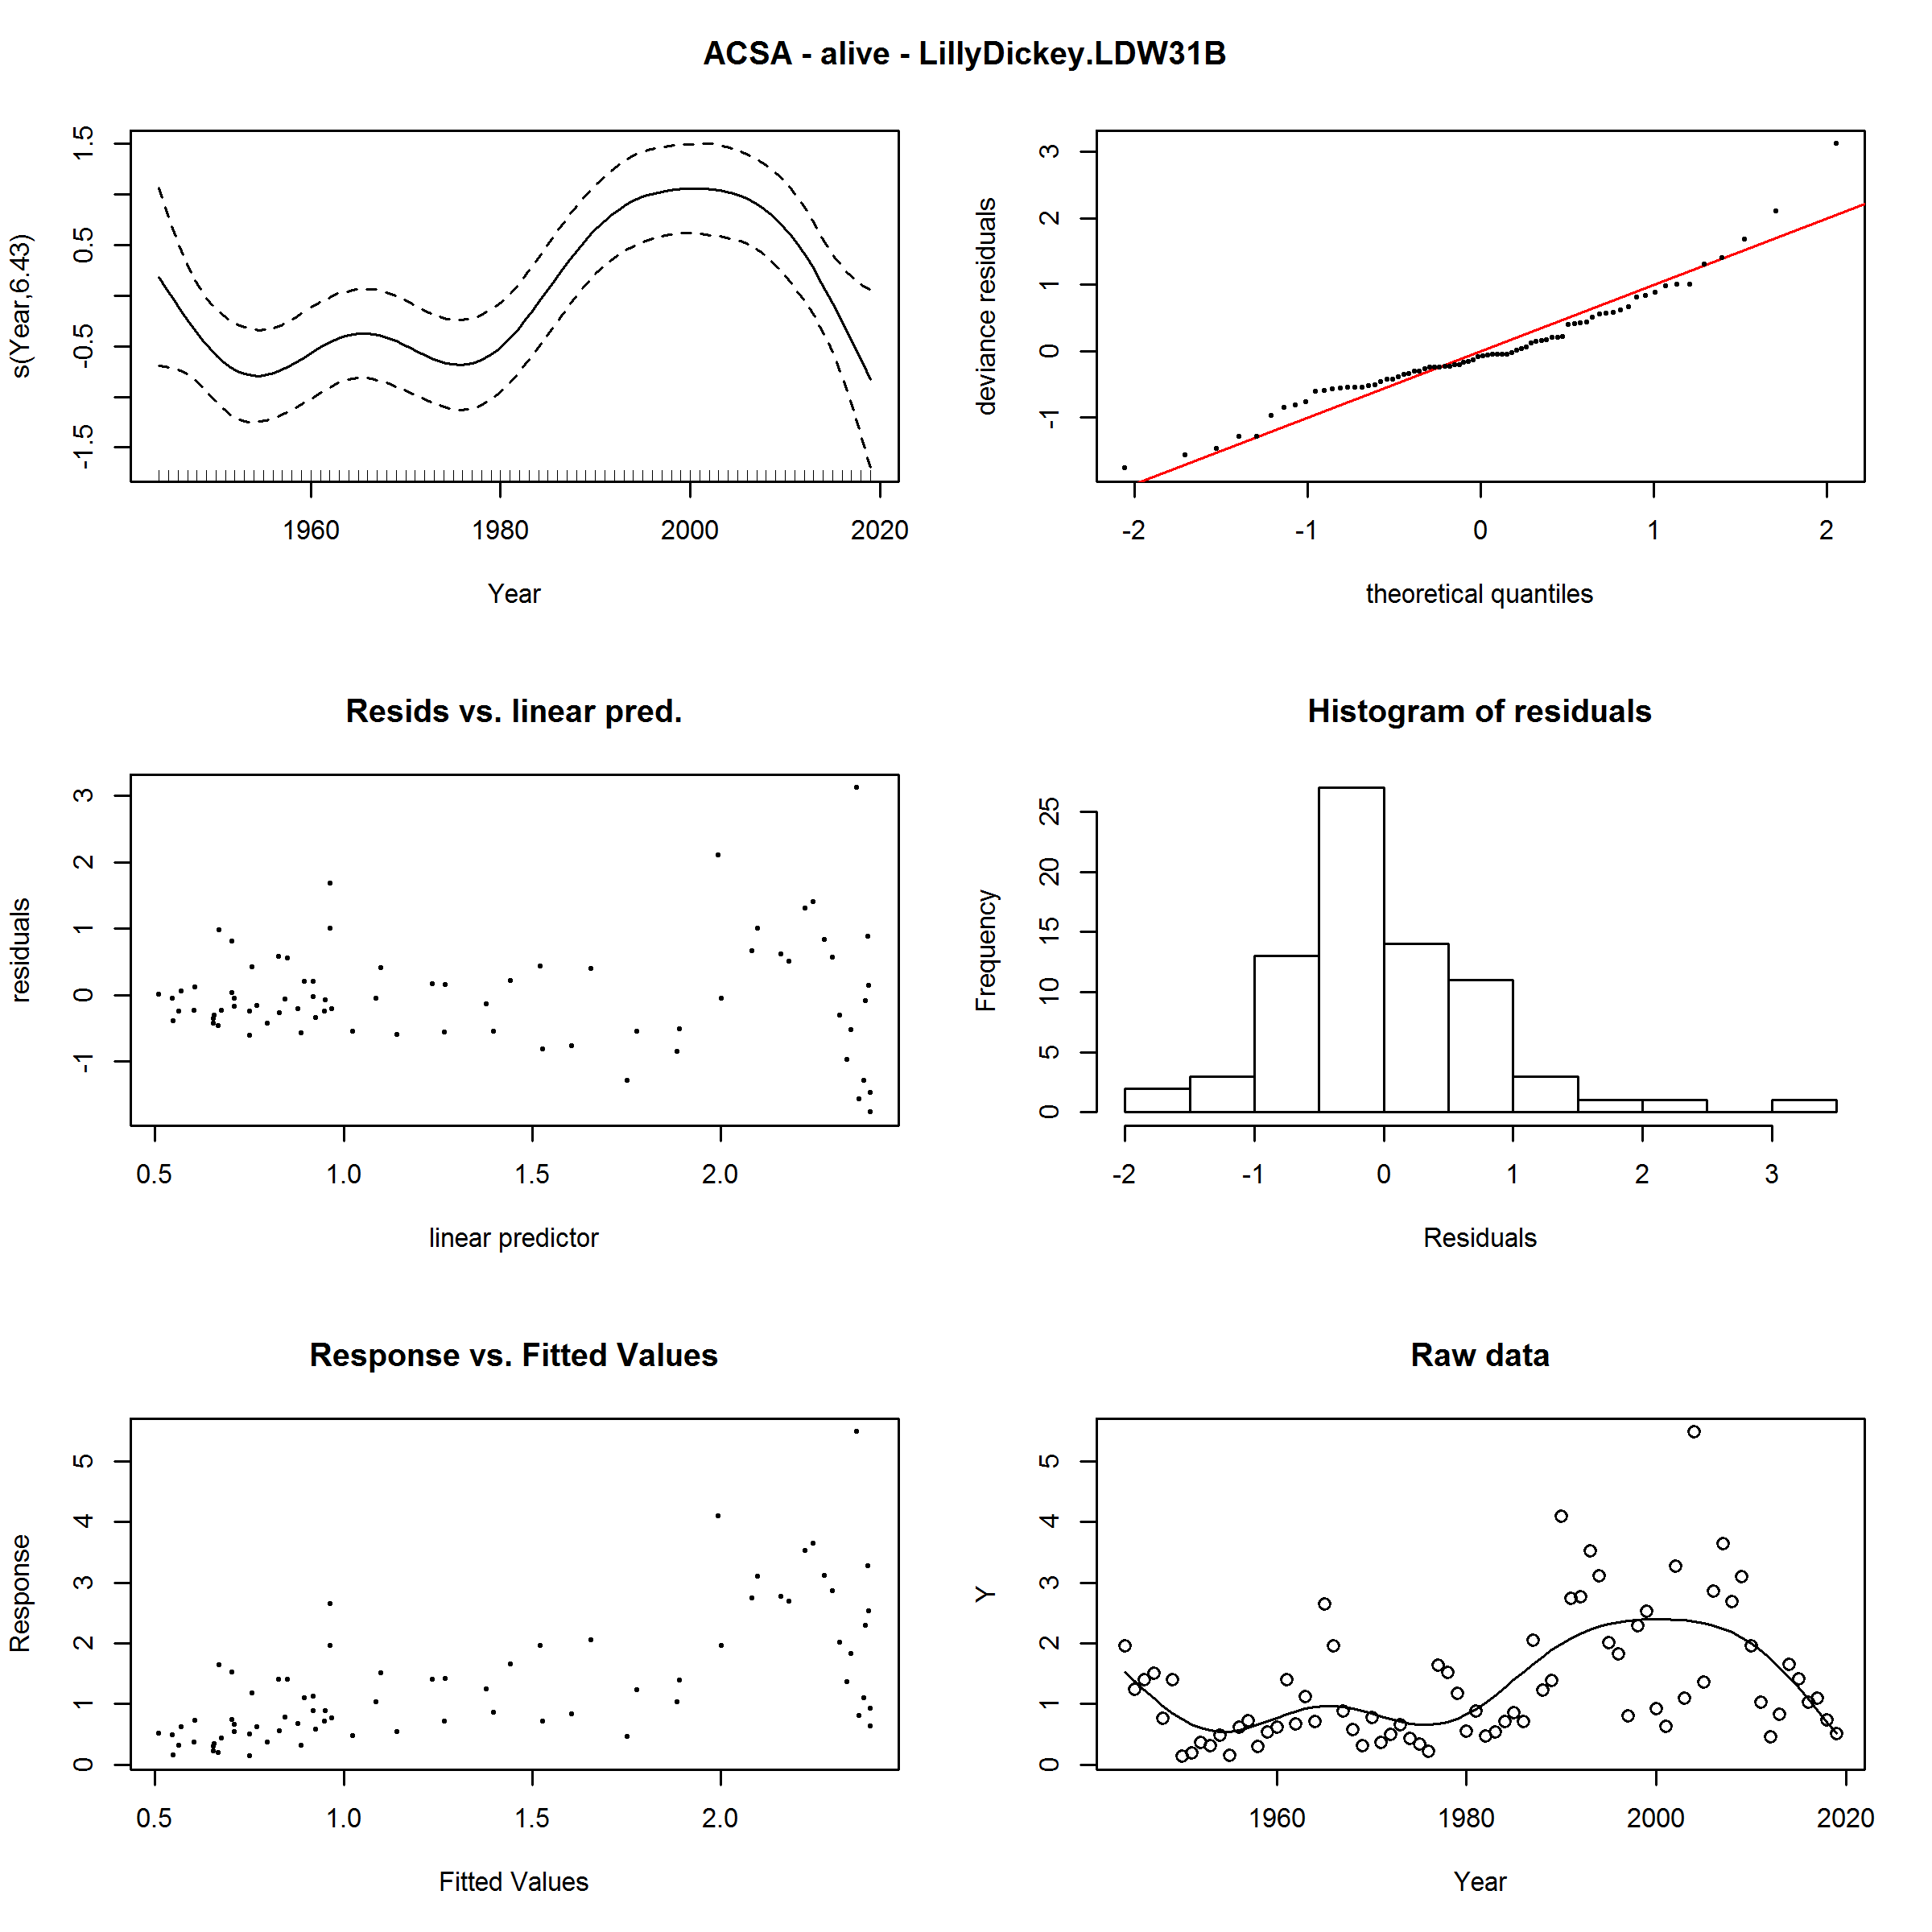 ACSA - alive - LillyDickey.LDW31B
s(Year,6.43)
-1.5 -0.5 0.5 1.5
1960 1980 2000 2020
Year
deviance residuals
-1 0 1 2 3
-2 -1 0 1 2
theoretical quantiles
Resids vs. linear pred.
residuals
-1 0 1 2 3
0.5 1.0 1.5 2.0
linear predictor
Histogram of residuals
Frequency
0 5 10 15 20 25
-2 -1 0 1 2 3
Residuals
Response vs. Fitted Values
Response
0 1 2 3 4 5
0.5 1.0 1.5 2.0
Fitted Values
Raw data
Y
0 1 2 3 4 5
1960 1980 2000 2020
Year